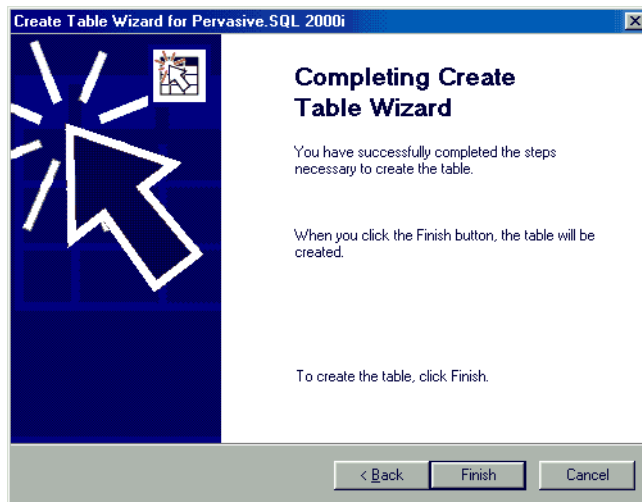 Create Table Wizard for Pervasive.SQL 2000i
Completing Create
Table Wizard
You have successfully completed the steps
necessary to create the table.
When you click the Finish button, the table will be
created.
To create the table, click Finish.
< Back
Finish
Cancel